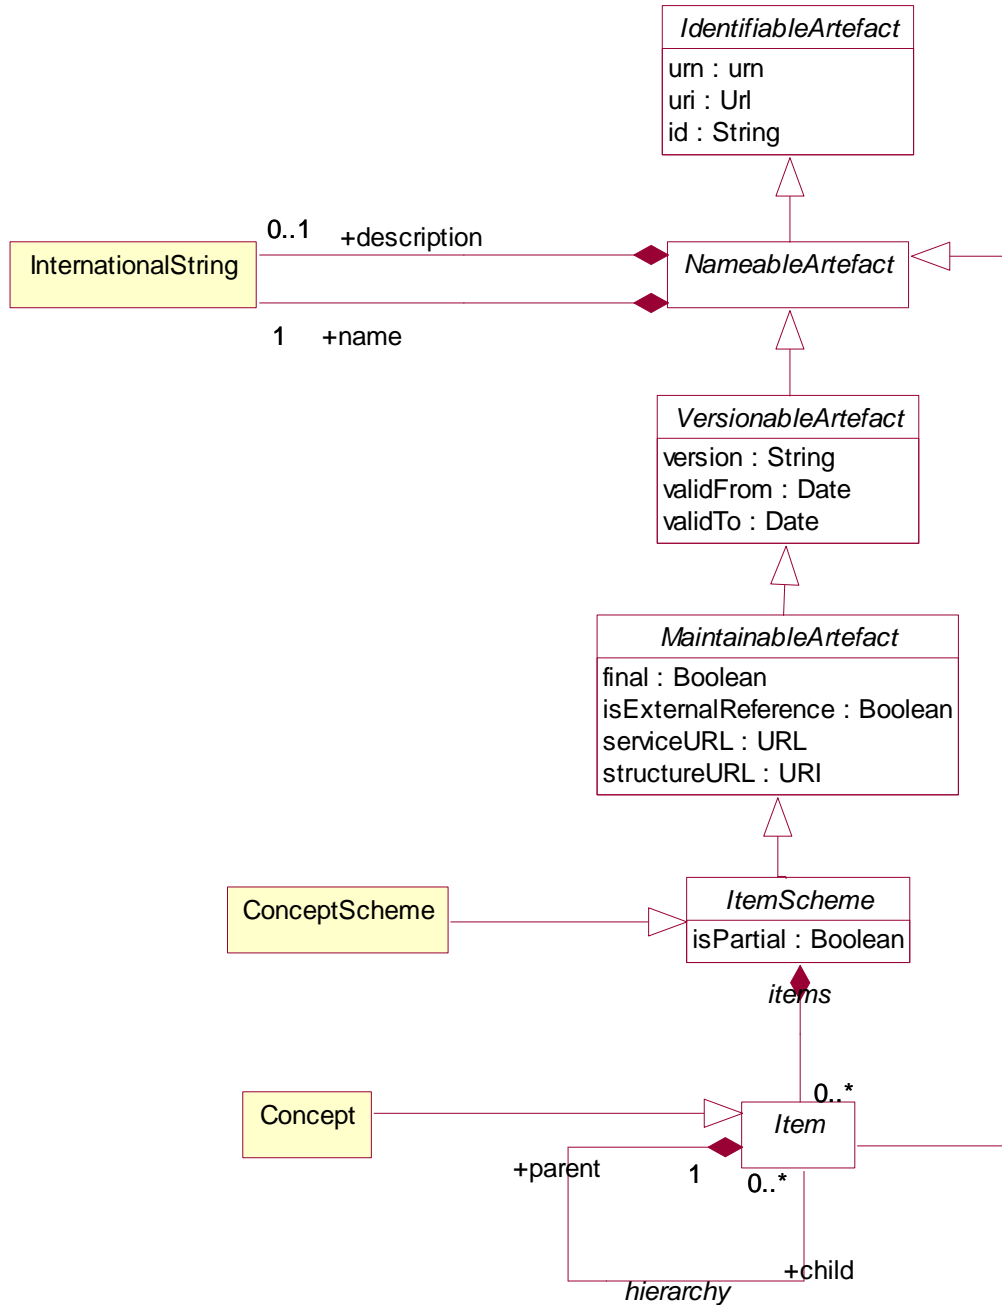 IdentifiableArtefact
urn : urn
uri : Url
id : String
0..1
+description
InternationalString
NameableArtefact
1
+name
VersionableArtefact
version : String
validFrom : Date
validTo : Date
MaintainableArtefact
final : Boolean
isExternalReference : Boolean
serviceURL : URL
structureURL : URI
ConceptScheme
ItemScheme
isPartial : Boolean
items
0..*
Concept
Item
+parent
1
0..*
+child
hierarchy